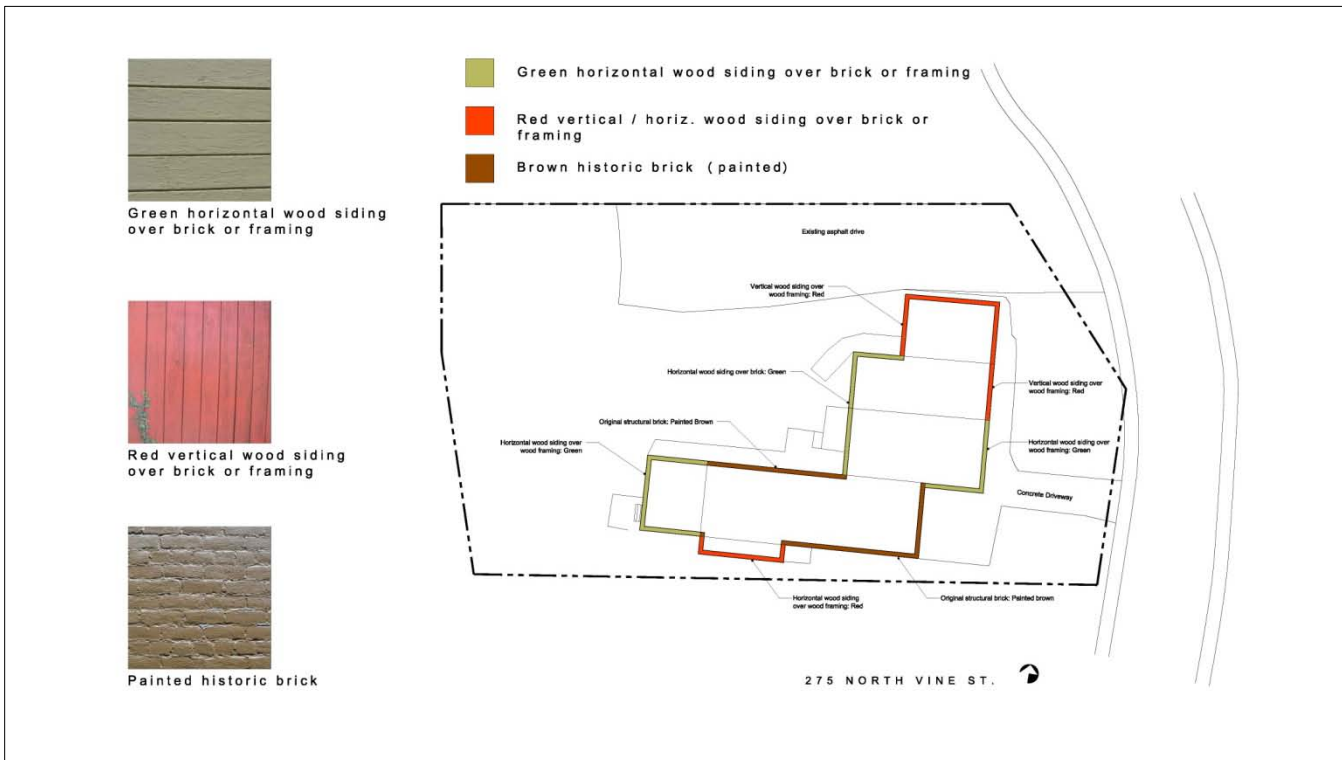 Green horizontal wood siding
over brick or framing
Red vertical wood siding
over brick or framing
Painted historic brick
Green horizontal wood siding over brick or framing
Red vertical / horiz. wood siding over brick or
framing
Brown historic brick (painted)
Existing asphalt drive
Vertical wood siding over
wood framing: Red
Horizontal wood siding over brick: Green
Vertical wood siding over
wood framing: Red
Original structural brick: Painted Brown
Horizontal wood siding over
wood framing: Green
Horizontal wood siding over
wood framing: Green
Concrete Driveway
Horizontal wood siding
over wood framing: Red
Original structural brick: Painted brown
275 NORTH VINE ST.